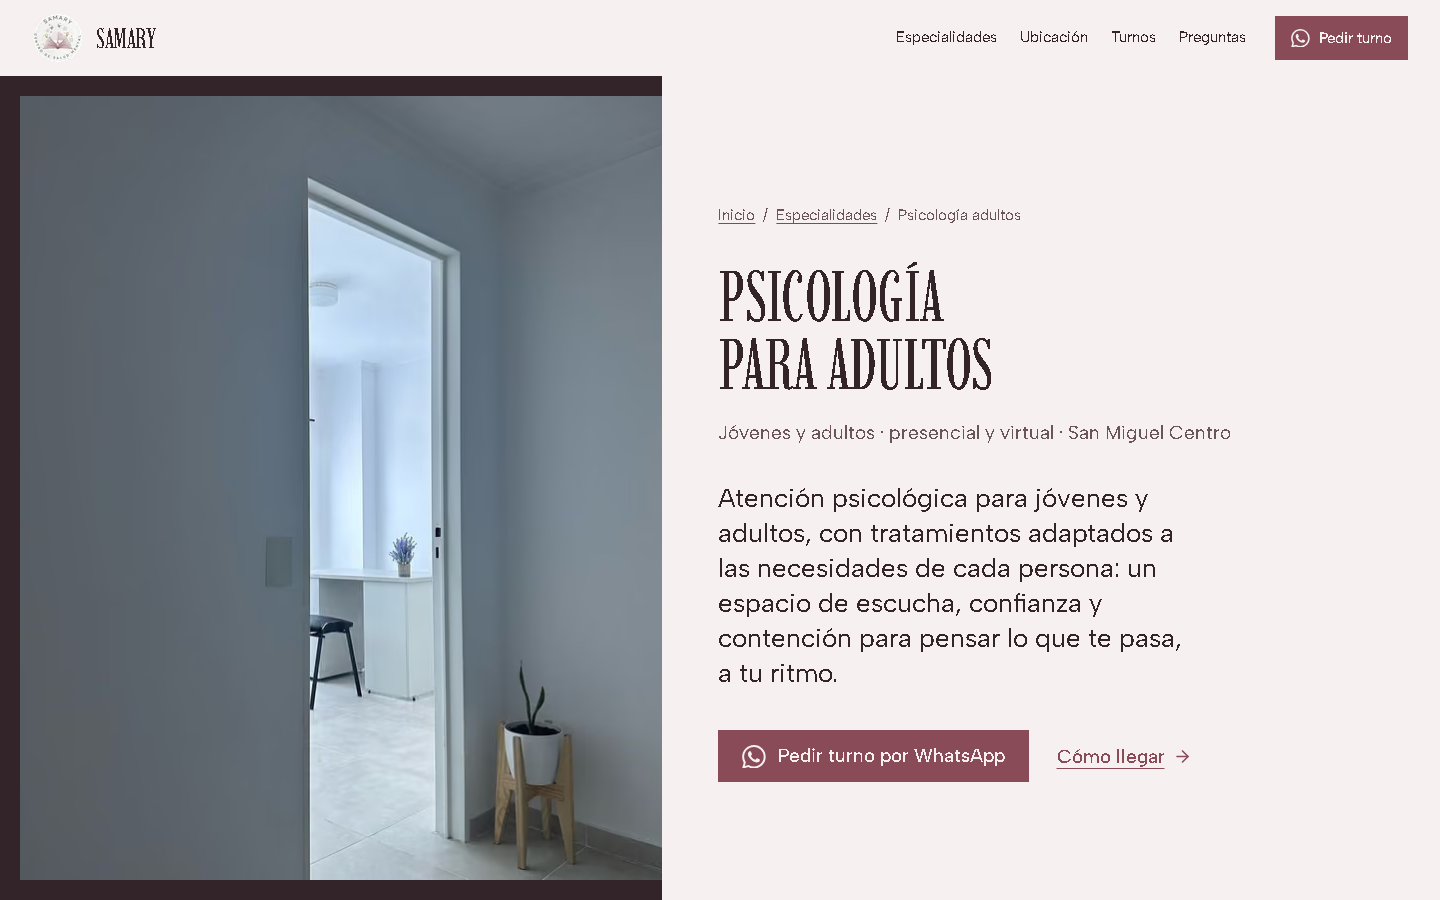 SAMARY
SAMARY
Especialidades
Ubicación
Turnos
Preguntas
Pedir turno
Inicio / Especialidades / Psicología adultos
PSICOLOGÍA
PARA ADULTOS
Jóvenes y adultos · presencial y virtual · San Miguel Centro
Atención psicológica para jóvenes y
adultos, con tratamientos adaptados a
las necesidades de cada persona: un
espacio de escucha, confianza y
contención para pensar lo que te pasa,
a tu ritmo.
Pedir turno por WhatsApp
Cómo llegar →